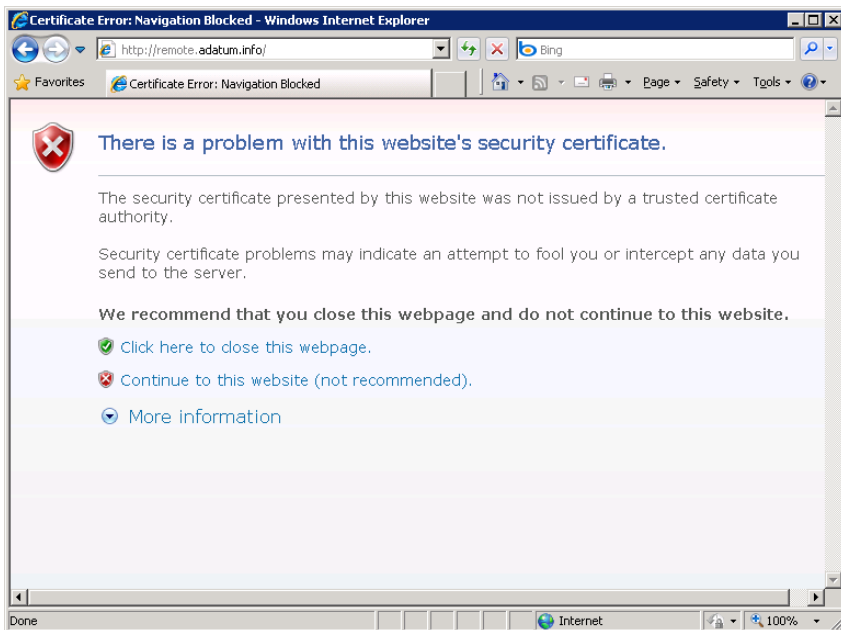 Certificate Error: Navigation Blocked - Windows Internet Explorer
http://remote.adatum.info/
Bing
Favorites
Certificate Error: Navigation Blocked
Page
Safety
Tools
There is a problem with this website's security certificate.
The security certificate presented by this website was not issued by a trusted certificate
authority.
Security certificate problems may indicate an attempt to fool you or intercept any data you
send to the server.
We recommend that you close this webpage and do not continue to this website.
Click here to close this webpage.
Continue to this website (not recommended).
More information
Done
Internet
100%